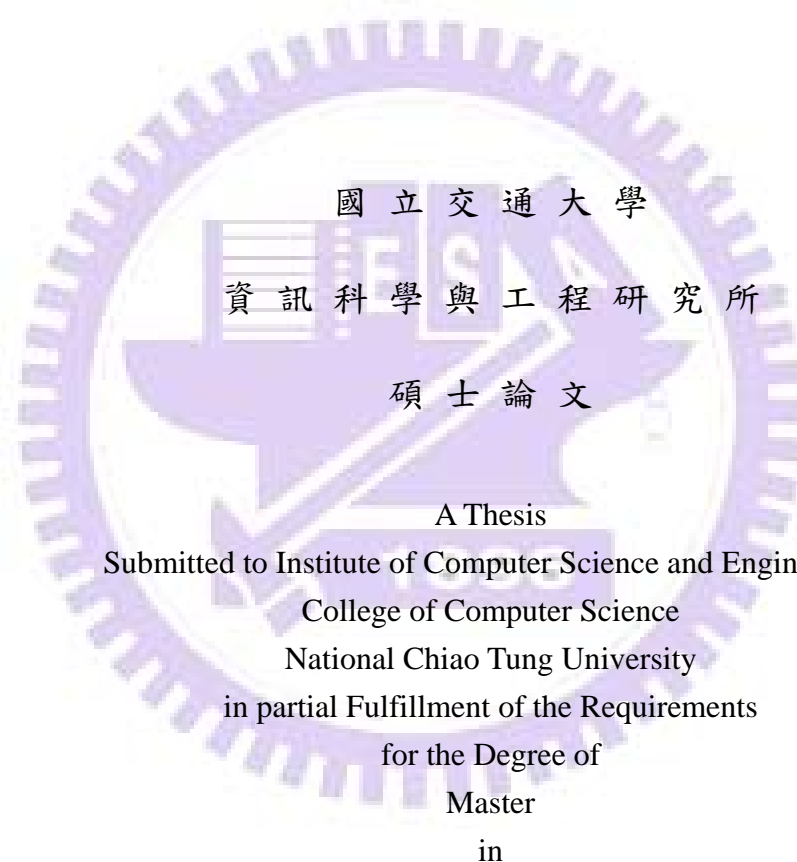 國立交通大學
資訊科學與工程研究所
碩士論文
A Thesis
Submitted to Institute of Computer Science and Engin
College of Computer Science
National Chiao Tung University
in partial Fulfillment of the Requirements
for the Degree of
Master
in